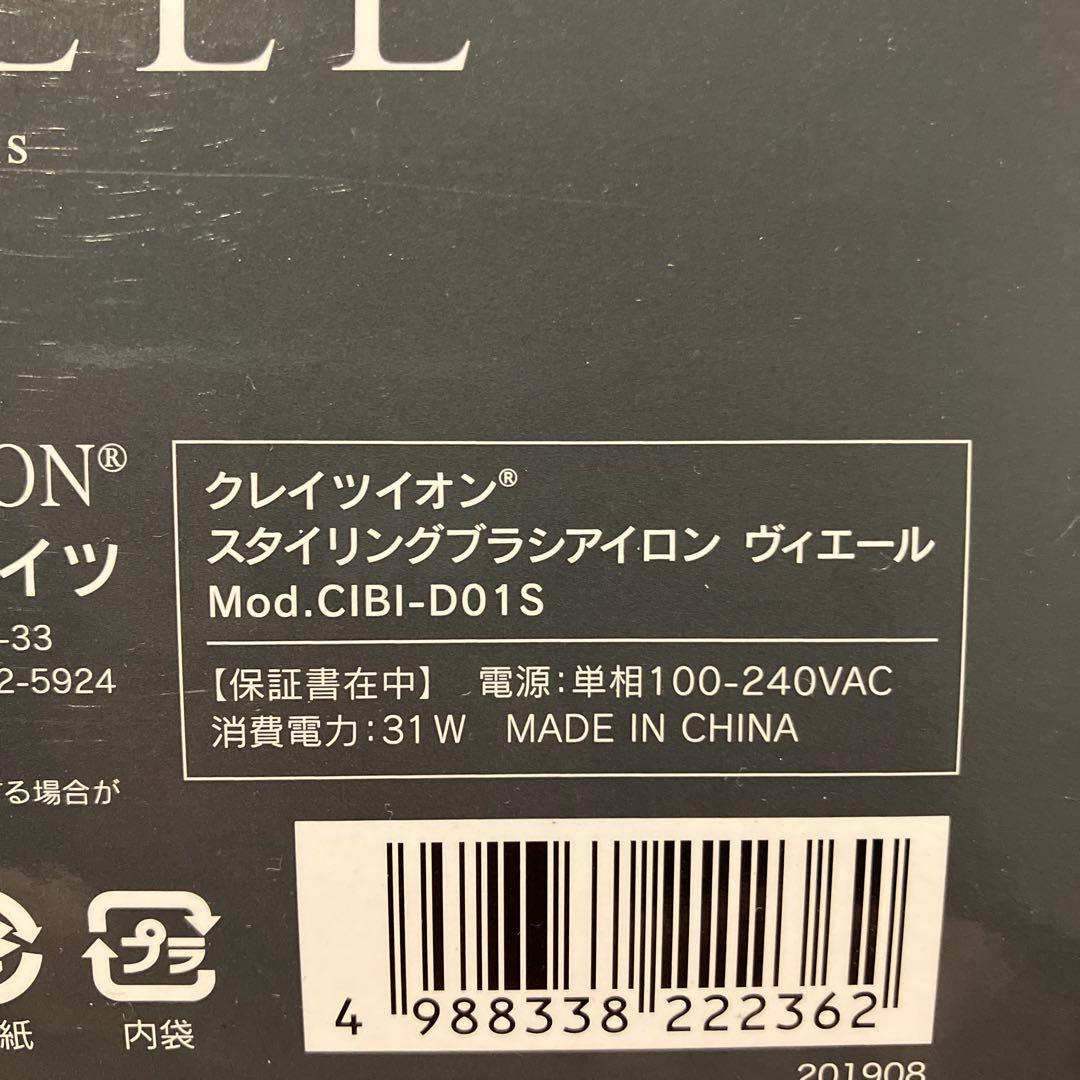 ELL
s
ON®
イツ
-33
2-5924
する場合が
クレイツイオン®
スタイリングブラシアイロン ヴィエール
Mod.CIBI-D01S
【保証書在中】 電源:単相100-240VAC
消費電力:31W MADE IN CHINA
プラ
紙
内袋
4 988338 222362
201908